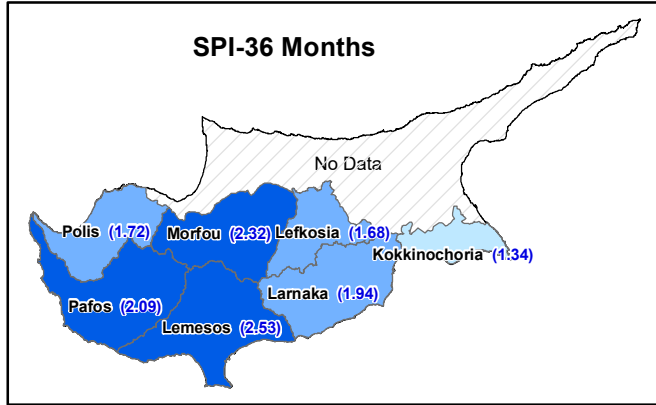 SPI-36 Months
No Data
Polis (1.72)
Morfou (2.32)
Lefkosia (1.68)
Kokkinochoria (1.34)
Pafos (2.09)
Larnaka (1.94)
Lemesos (2.53)